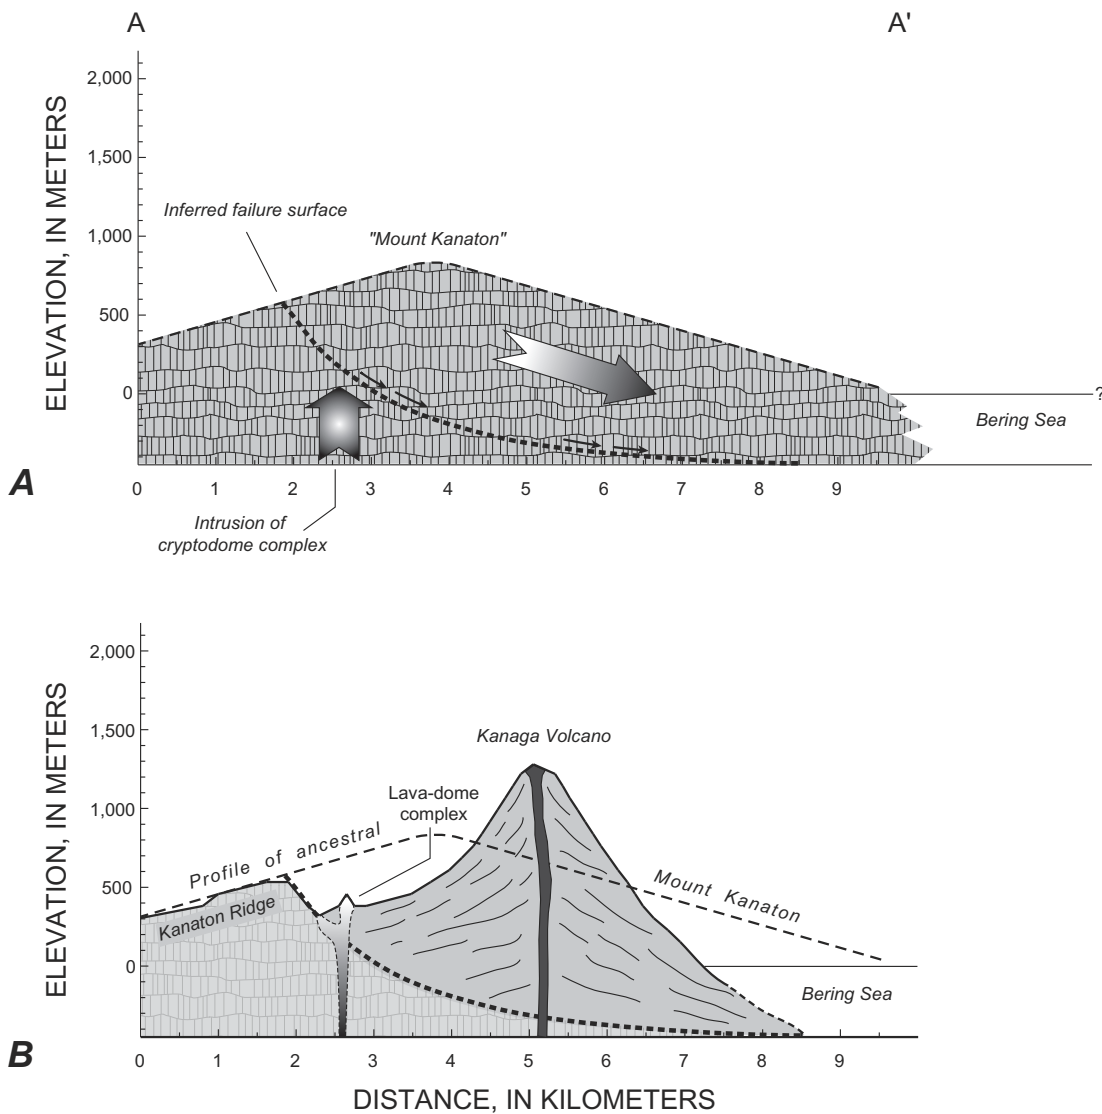 A A'
2,000
1,500
1,000
500
0
ELEVATION, IN METERS
Inferred failure surface
"Mount Kanaton"
?
Bering Sea
A
0 1 2 3 4 5 6 7 8 9
Intrusion of
cryptodome complex
2,000
1,500
1,000
500
0
ELEVATION, IN METERS
Kanaga Volcano
Lava-dome
complex
Profile of ancestral
Mount Kanaton
Kanaton Ridge
Bering Sea
B
0 1 2 3 4 5 6 7 8 9
DISTANCE, IN KILOMETERS